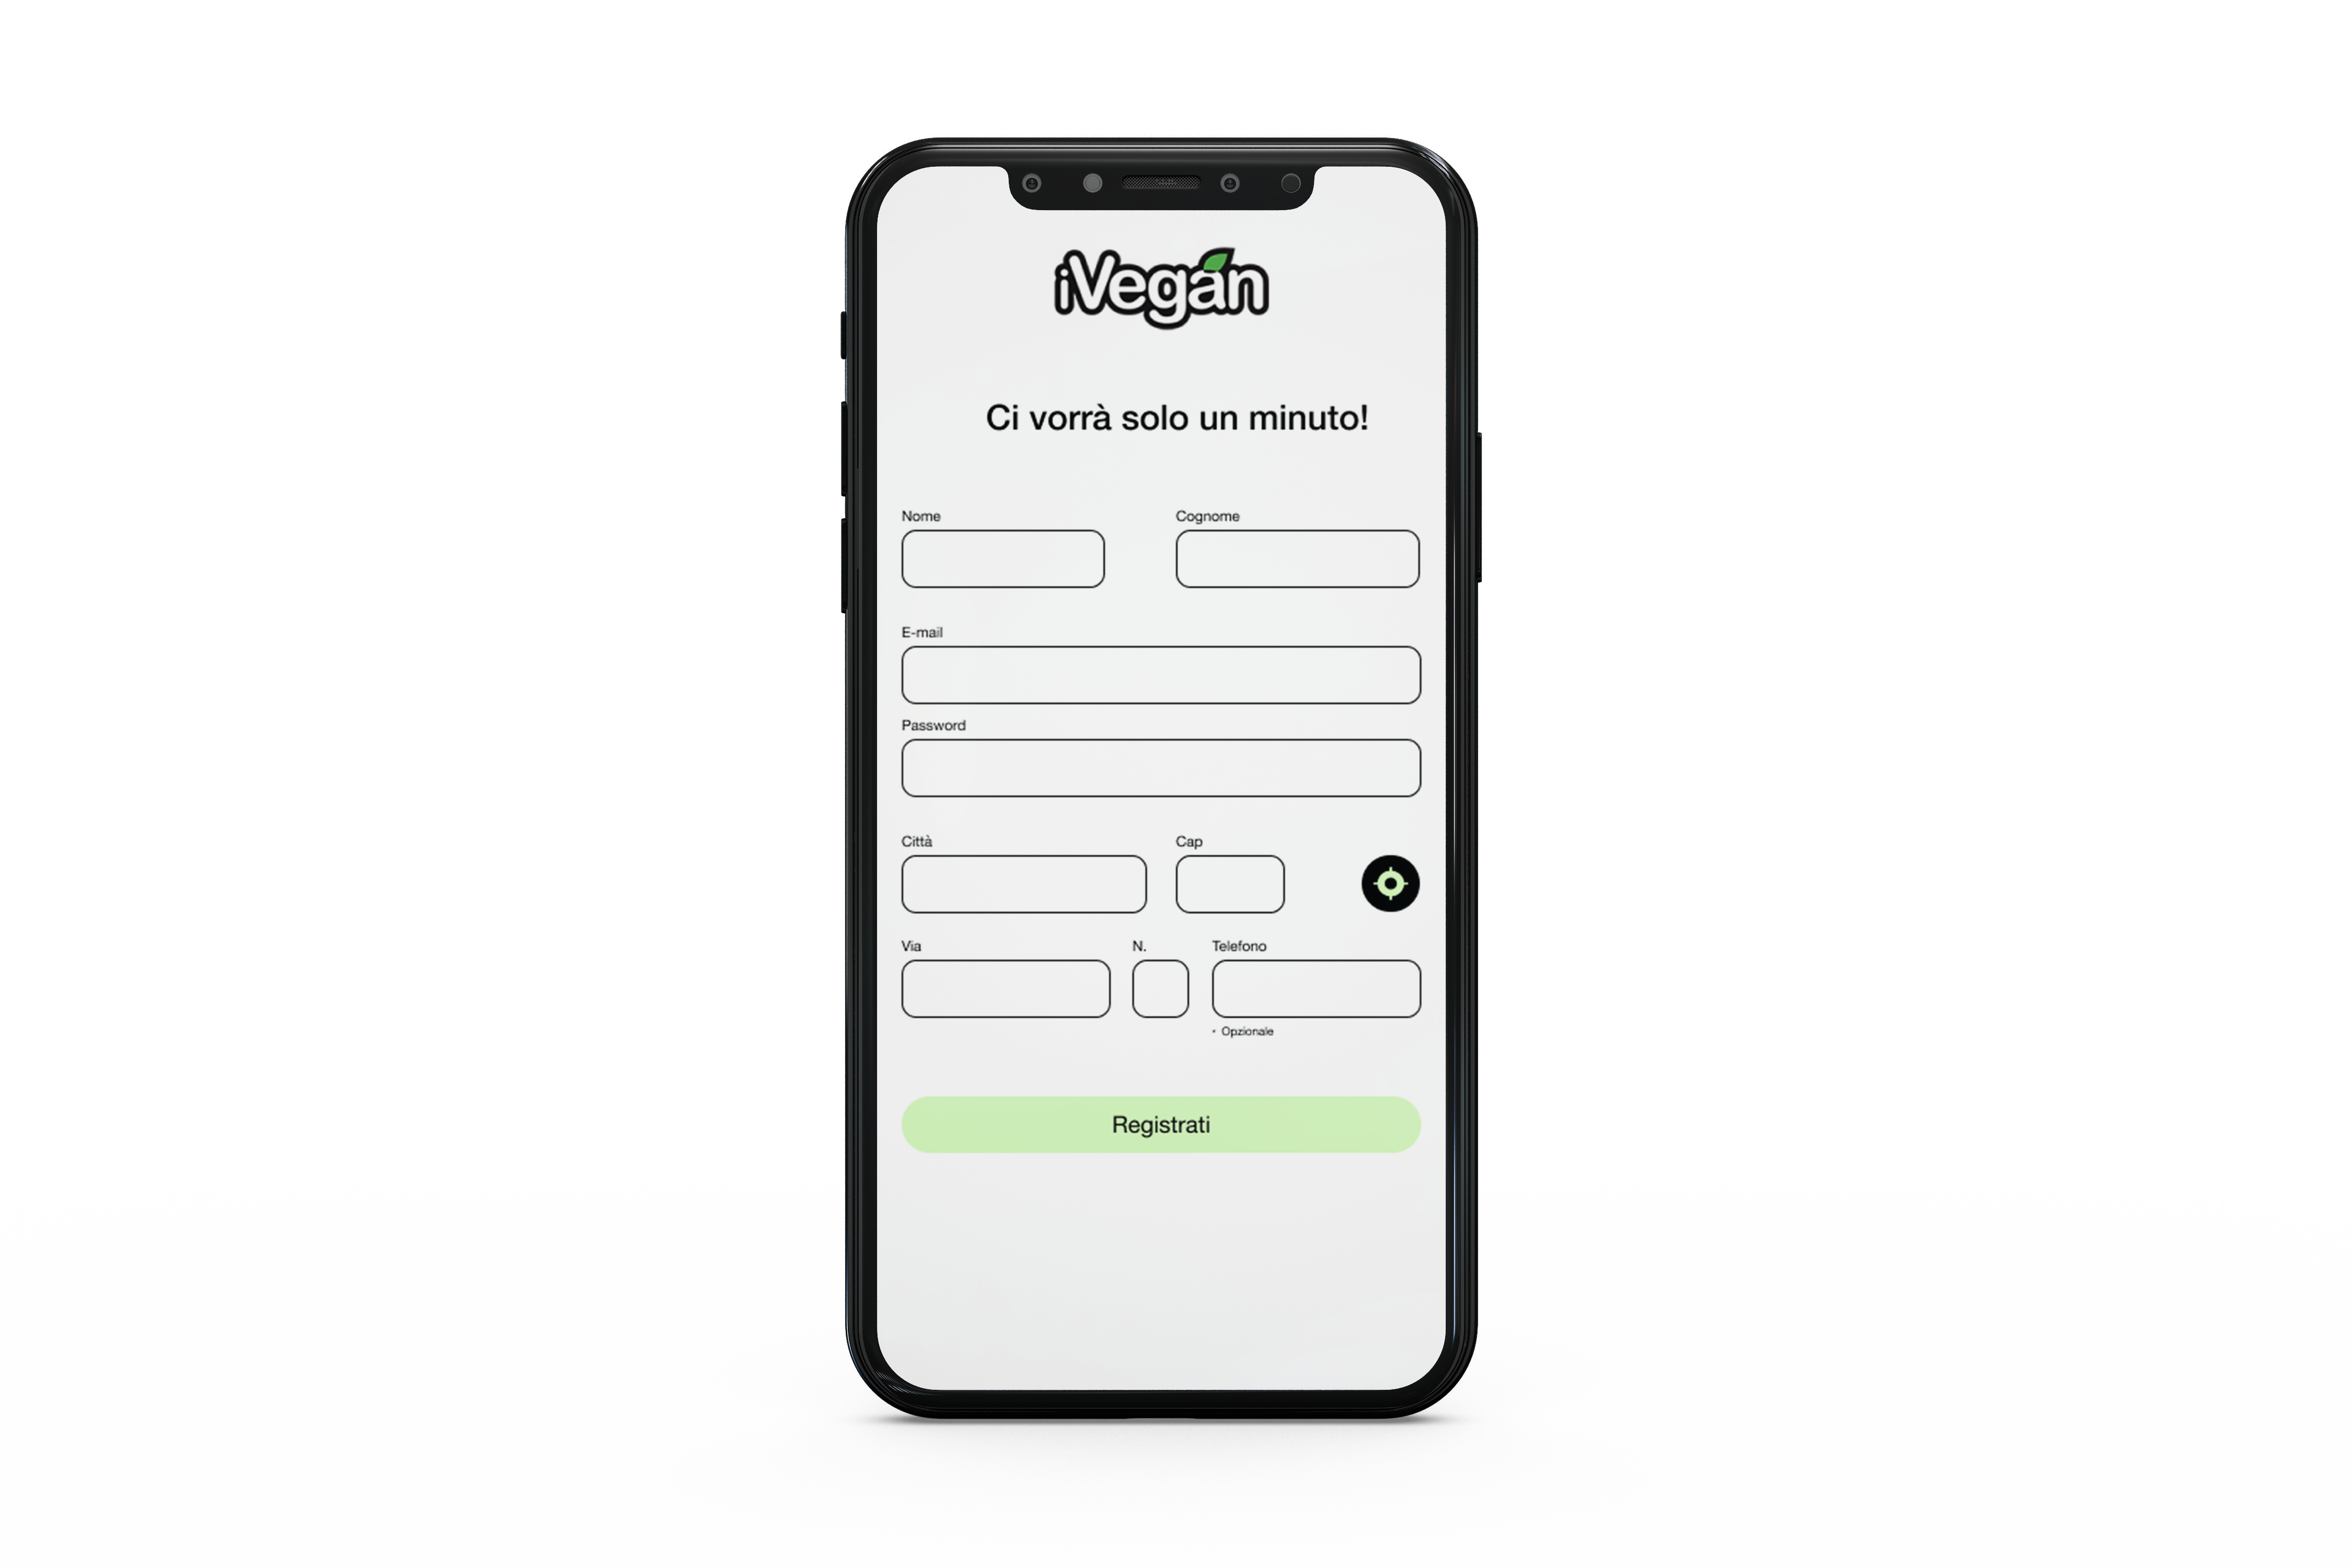 iVegan
Ci vorrà solo un minuto!
Nome Cognome
E-mail
Password
Città Cap
Via N. Telefono
* Opzionale
Registrati